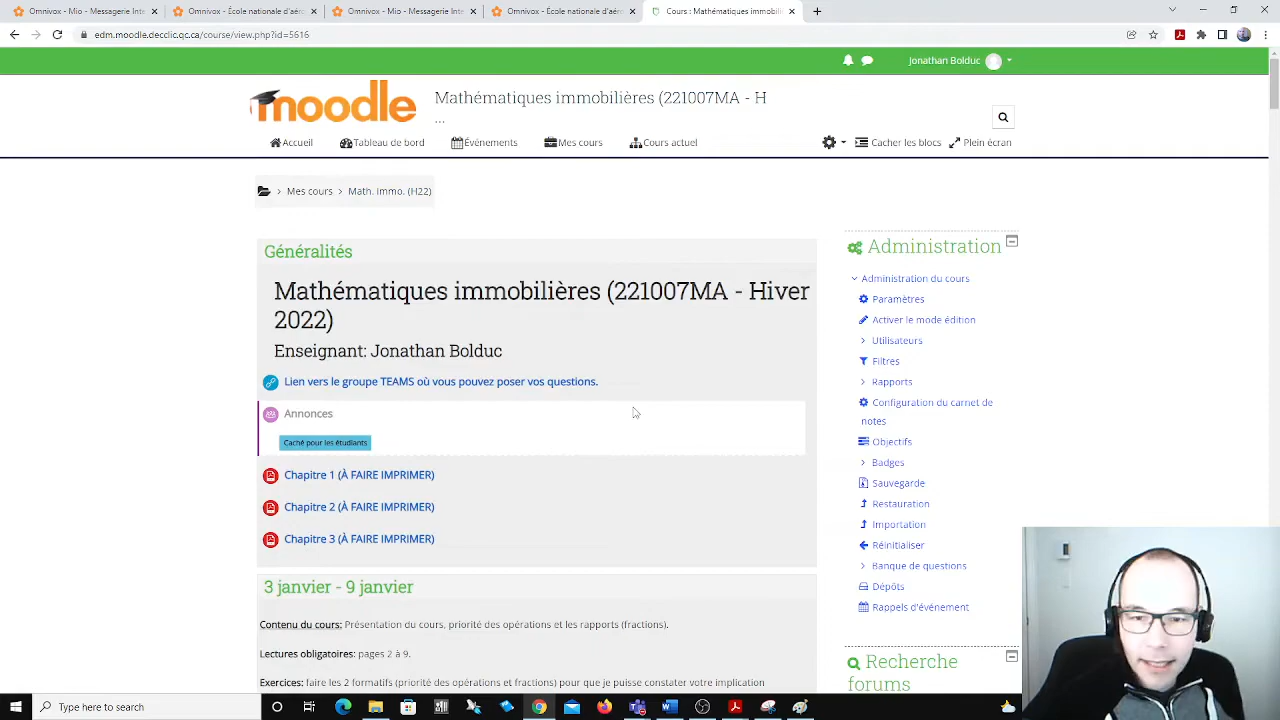 Omnivox - Mio - Messagerie Inte
Omnivox - École nationale d'aéro
Omnivox - Mio - Messagerie Inte
Omnivox - École nationale d'aéro
Cours : Mathématiques immobili
edm.moodle.decclic.qc.ca/course/view.php?id=5616
Jonathan Bolduc
moodle
Mathématiques immobilières (221007MA - H
...
Accueil
Tableau de bord
Événements
Mes cours
Cours actuel
Cacher les blocs
Plein écran
Mes cours
Math. immo. (H22)
Généralités
Mathématiques immobilières (221007MA - Hiver
2022)
Enseignant: Jonathan Bolduc
Lien vers le groupe TEAMS où vous pouvez poser vos questions.
Annonces
Caché pour les étudiants
Chapitre 1 (À FAIRE IMPRIMER)
Chapitre 2 (À FAIRE IMPRIMER)
Chapitre 3 (À FAIRE IMPRIMER)
3 janvier - 9 janvier
Contenu du cours: Présentation du cours, priorité des opérations et les rapports (fractions).
Lectures obligatoires: pages 2 à 9.
Exercices: faire les 2 formatifs (priorité des opérations et fractions) pour que je puisse constater votre implication
Administration
Administration du cours
Paramètres
Activer le mode édition
Utilisateurs
Filtres
Rapports
Configuration du carnet de
notes
Objectifs
Badges
Sauvegarde
Restauration
Importation
Réinitialiser
Banque de questions
Dépôts
Rappels d'événement
Recherche
forums
Type here to search